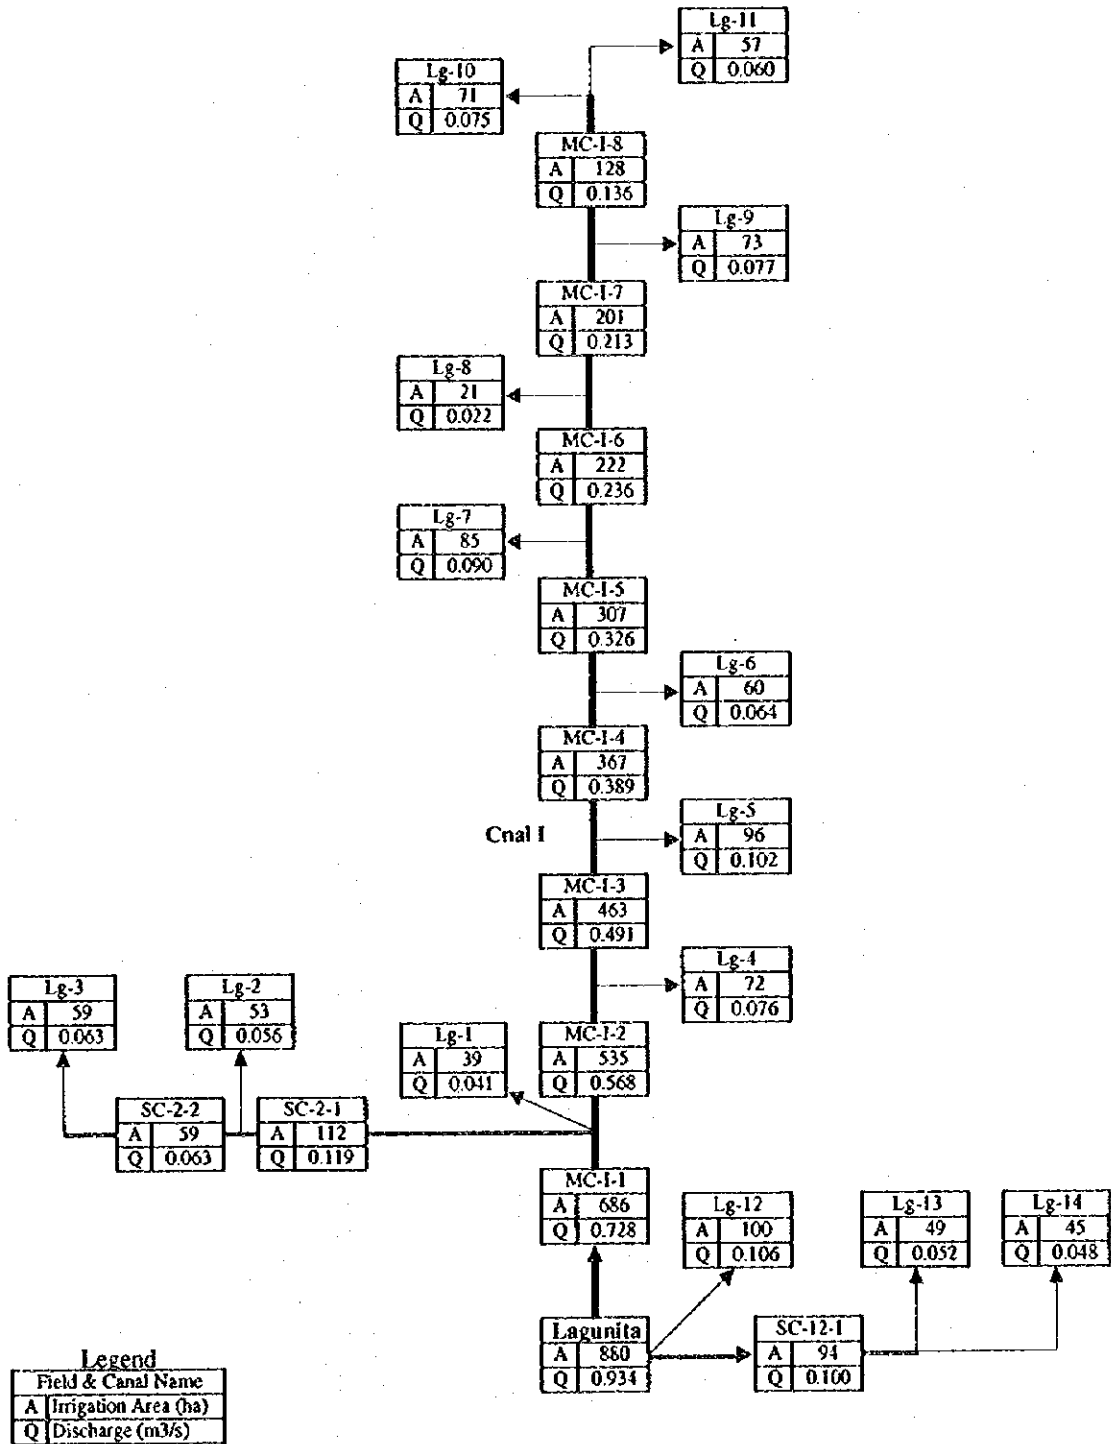 Lg-11
A 57
Q 0.060
Lg-10
A 71
Q 0.075
MC-I-8
A 128
Q 0.136
Lg-9
A 73
Q 0.077
MC-I-7
A 201
Q 0.213
Lg-8
A 21
Q 0.022
MC-I-6
A 222
Q 0.236
Lg-7
A 85
Q 0.090
MC-I-5
A 307
Q 0.326
Lg-6
A 60
Q 0.064
MC-I-4
A 367
Q 0.389
Cnal I
Lg-5
A 96
Q 0.102
MC-I-3
A 463
Q 0.491
Lg-4
A 72
Q 0.076
Lg-3
A 59
Q 0.063
Lg-2
A 53
Q 0.056
Lg-1
A 39
Q 0.041
MC-I-2
A 535
Q 0.568
SC-2-2
A 59
Q 0.063
SC-2-1
A 112
Q 0.119
MC-I-1
A 686
Q 0.728
Lg-12
A 100
Q 0.106
Lg-13
A 49
Q 0.052
Lg-14
A 45
Q 0.048
Lagunita
A 880
Q 0.934
SC-12-1
A 94
Q 0.100
Legend
Field & Canal Name
A Irrigation Area (ha)
Q Discharge (m3/s)